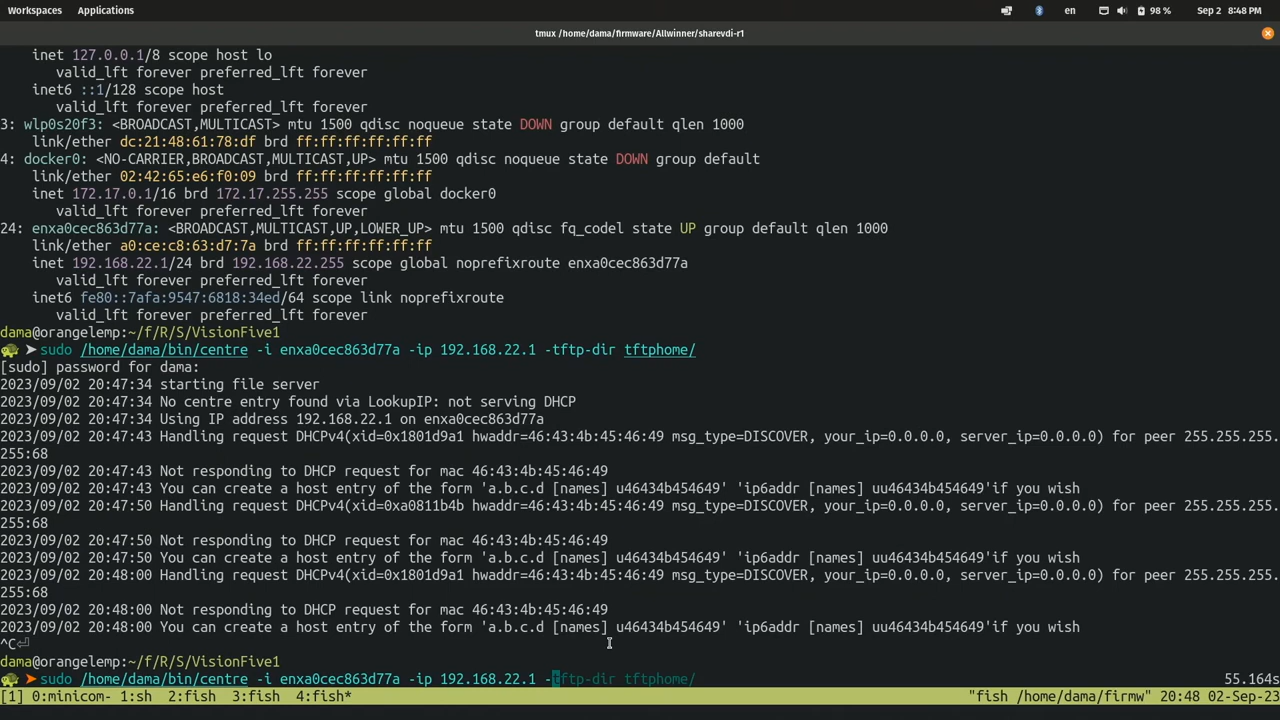 Workspaces Applications en 98 % Sep 2 8:48 PM
tmux /home/dama/firmware/Allwinner/sharevdi-r1
inet 127.0.0.1/8 scope host lo
valid_lft forever preferred_lft forever
inet6 ::1/128 scope host
valid_lft forever preferred_lft forever
3: wlp0s20f3: <BROADCAST,MULTICAST> mtu 1500 qdisc noqueue state DOWN group default qlen 1000
link/ether dc:21:48:61:78:df brd ff:ff:ff:ff:ff:ff
4: docker0: <NO-CARRIER,BROADCAST,MULTICAST,UP> mtu 1500 qdisc noqueue state DOWN group default
link/ether 02:42:65:e6:f0:09 brd ff:ff:ff:ff:ff:ff
inet 172.17.0.1/16 brd 172.17.255.255 scope global docker0
valid_lft forever preferred_lft forever
24: enxa0cec863d77a: <BROADCAST,MULTICAST,UP,LOWER_UP> mtu 1500 qdisc fq_codel state UP group default qlen 1000
link/ether a0:ce:c8:63:d7:7a brd ff:ff:ff:ff:ff:ff
inet 192.168.22.1/24 brd 192.168.22.255 scope global noprefixroute enxa0cec863d77a
valid_lft forever preferred_lft forever
inet6 fe80::7afa:9547:6818:34ed/64 scope link noprefixroute
valid_lft forever preferred_lft forever
dama@orangelemp:~/f/R/S/VisionFive1
🐢 ➤sudo /home/dama/bin/centre -i enxa0cec863d77a -ip 192.168.22.1 -tftp-dir tftphome/
[sudo] password for dama:
2023/09/02 20:47:34 starting file server
2023/09/02 20:47:34 No centre entry found via LookupIP: not serving DHCP
2023/09/02 20:47:34 Using IP address 192.168.22.1 on enxa0cec863d77a
2023/09/02 20:47:43 Handling request DHCPv4(xid=0x1801d9a1 hwaddr=46:43:4b:45:46:49 msg_type=DISCOVER, your_ip=0.0.0.0, server_ip=0.0.0.0) for peer 255.255.255.
255:68
2023/09/02 20:47:43 Not responding to DHCP request for mac 46:43:4b:45:46:49
2023/09/02 20:47:43 You can create a host entry of the form 'a.b.c.d [names] u46434b454649' 'ip6addr [names] uu46434b454649'if you wish
2023/09/02 20:47:50 Handling request DHCPv4(xid=0xa0811b4b hwaddr=46:43:4b:45:46:49 msg_type=DISCOVER, your_ip=0.0.0.0, server_ip=0.0.0.0) for peer 255.255.255.
255:68
2023/09/02 20:47:50 Not responding to DHCP request for mac 46:43:4b:45:46:49
2023/09/02 20:47:50 You can create a host entry of the form 'a.b.c.d [names] u46434b454649' 'ip6addr [names] uu46434b454649'if you wish
2023/09/02 20:48:00 Handling request DHCPv4(xid=0x1801d9a1 hwaddr=46:43:4b:45:46:49 msg_type=DISCOVER, your_ip=0.0.0.0, server_ip=0.0.0.0) for peer 255.255.255.
255:68
2023/09/02 20:48:00 Not responding to DHCP request for mac 46:43:4b:45:46:49
2023/09/02 20:48:00 You can create a host entry of the form 'a.b.c.d [names] u46434b454649' 'ip6addr [names] uu46434b454649'if you wish
^C⏎
dama@orangelemp:~/f/R/S/VisionFive1
🐢 ➤sudo /home/dama/bin/centre -i enxa0cec863d77a -ip 192.168.22.1 -tftp-dir tftphome/ 55.164s
[1] 0:minicom- 1:sh 2:fish 3:fish 4:fish* "fish /home/dama/firmw" 20:48 02-Sep-23